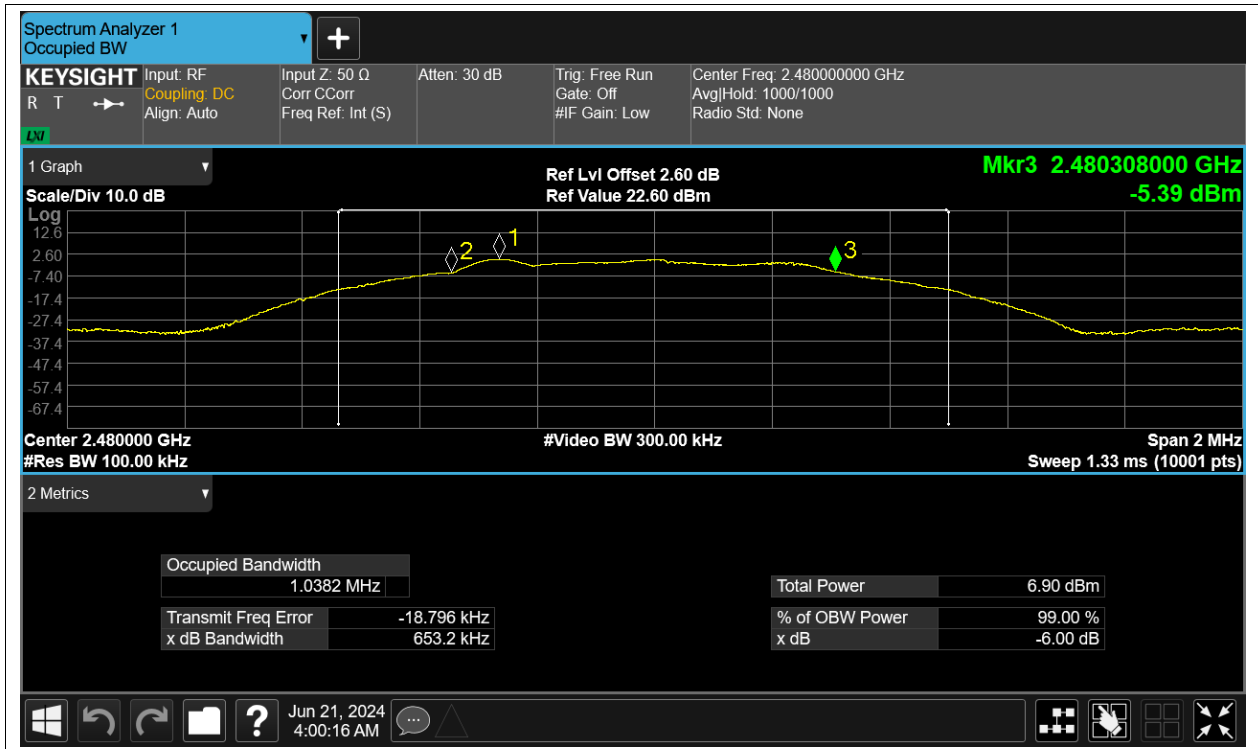 Spectrum Analyzer 1
Occupied BW
KEYSIGHT
R T
LXI
Input: RF
Coupling: DC
Align: Auto
Input Z: 50 Ω
Corr CCorr
Freq Ref: Int (S)
Atten: 30 dB
Trig: Free Run
Gate: Off
#IF Gain: Low
Center Freq: 2.480000000 GHz
Avg|Hold: 1000/1000
Radio Std: None
1 Graph
Scale/Div 10.0 dB
Ref Lvl Offset 2.60 dB
Ref Value 22.60 dBm
Mkr3 2.480308000 GHz
-5.39 dBm
Log
12.6
2.60
-7.40
-17.4
-27.4
-37.4
-47.4
-57.4
-67.4
2
1
3
Center 2.480000 GHz
#Res BW 100.00 kHz
#Video BW 300.00 kHz
Span 2 MHz
Sweep 1.33 ms (10001 pts)
2 Metrics
Occupied Bandwidth
1.0382 MHz
Transmit Freq Error -18.796 kHz
x dB Bandwidth 653.2 kHz
Total Power 6.90 dBm
% of OBW Power 99.00 %
x dB -6.00 dB
?
Jun 21, 2024
4:00:16 AM